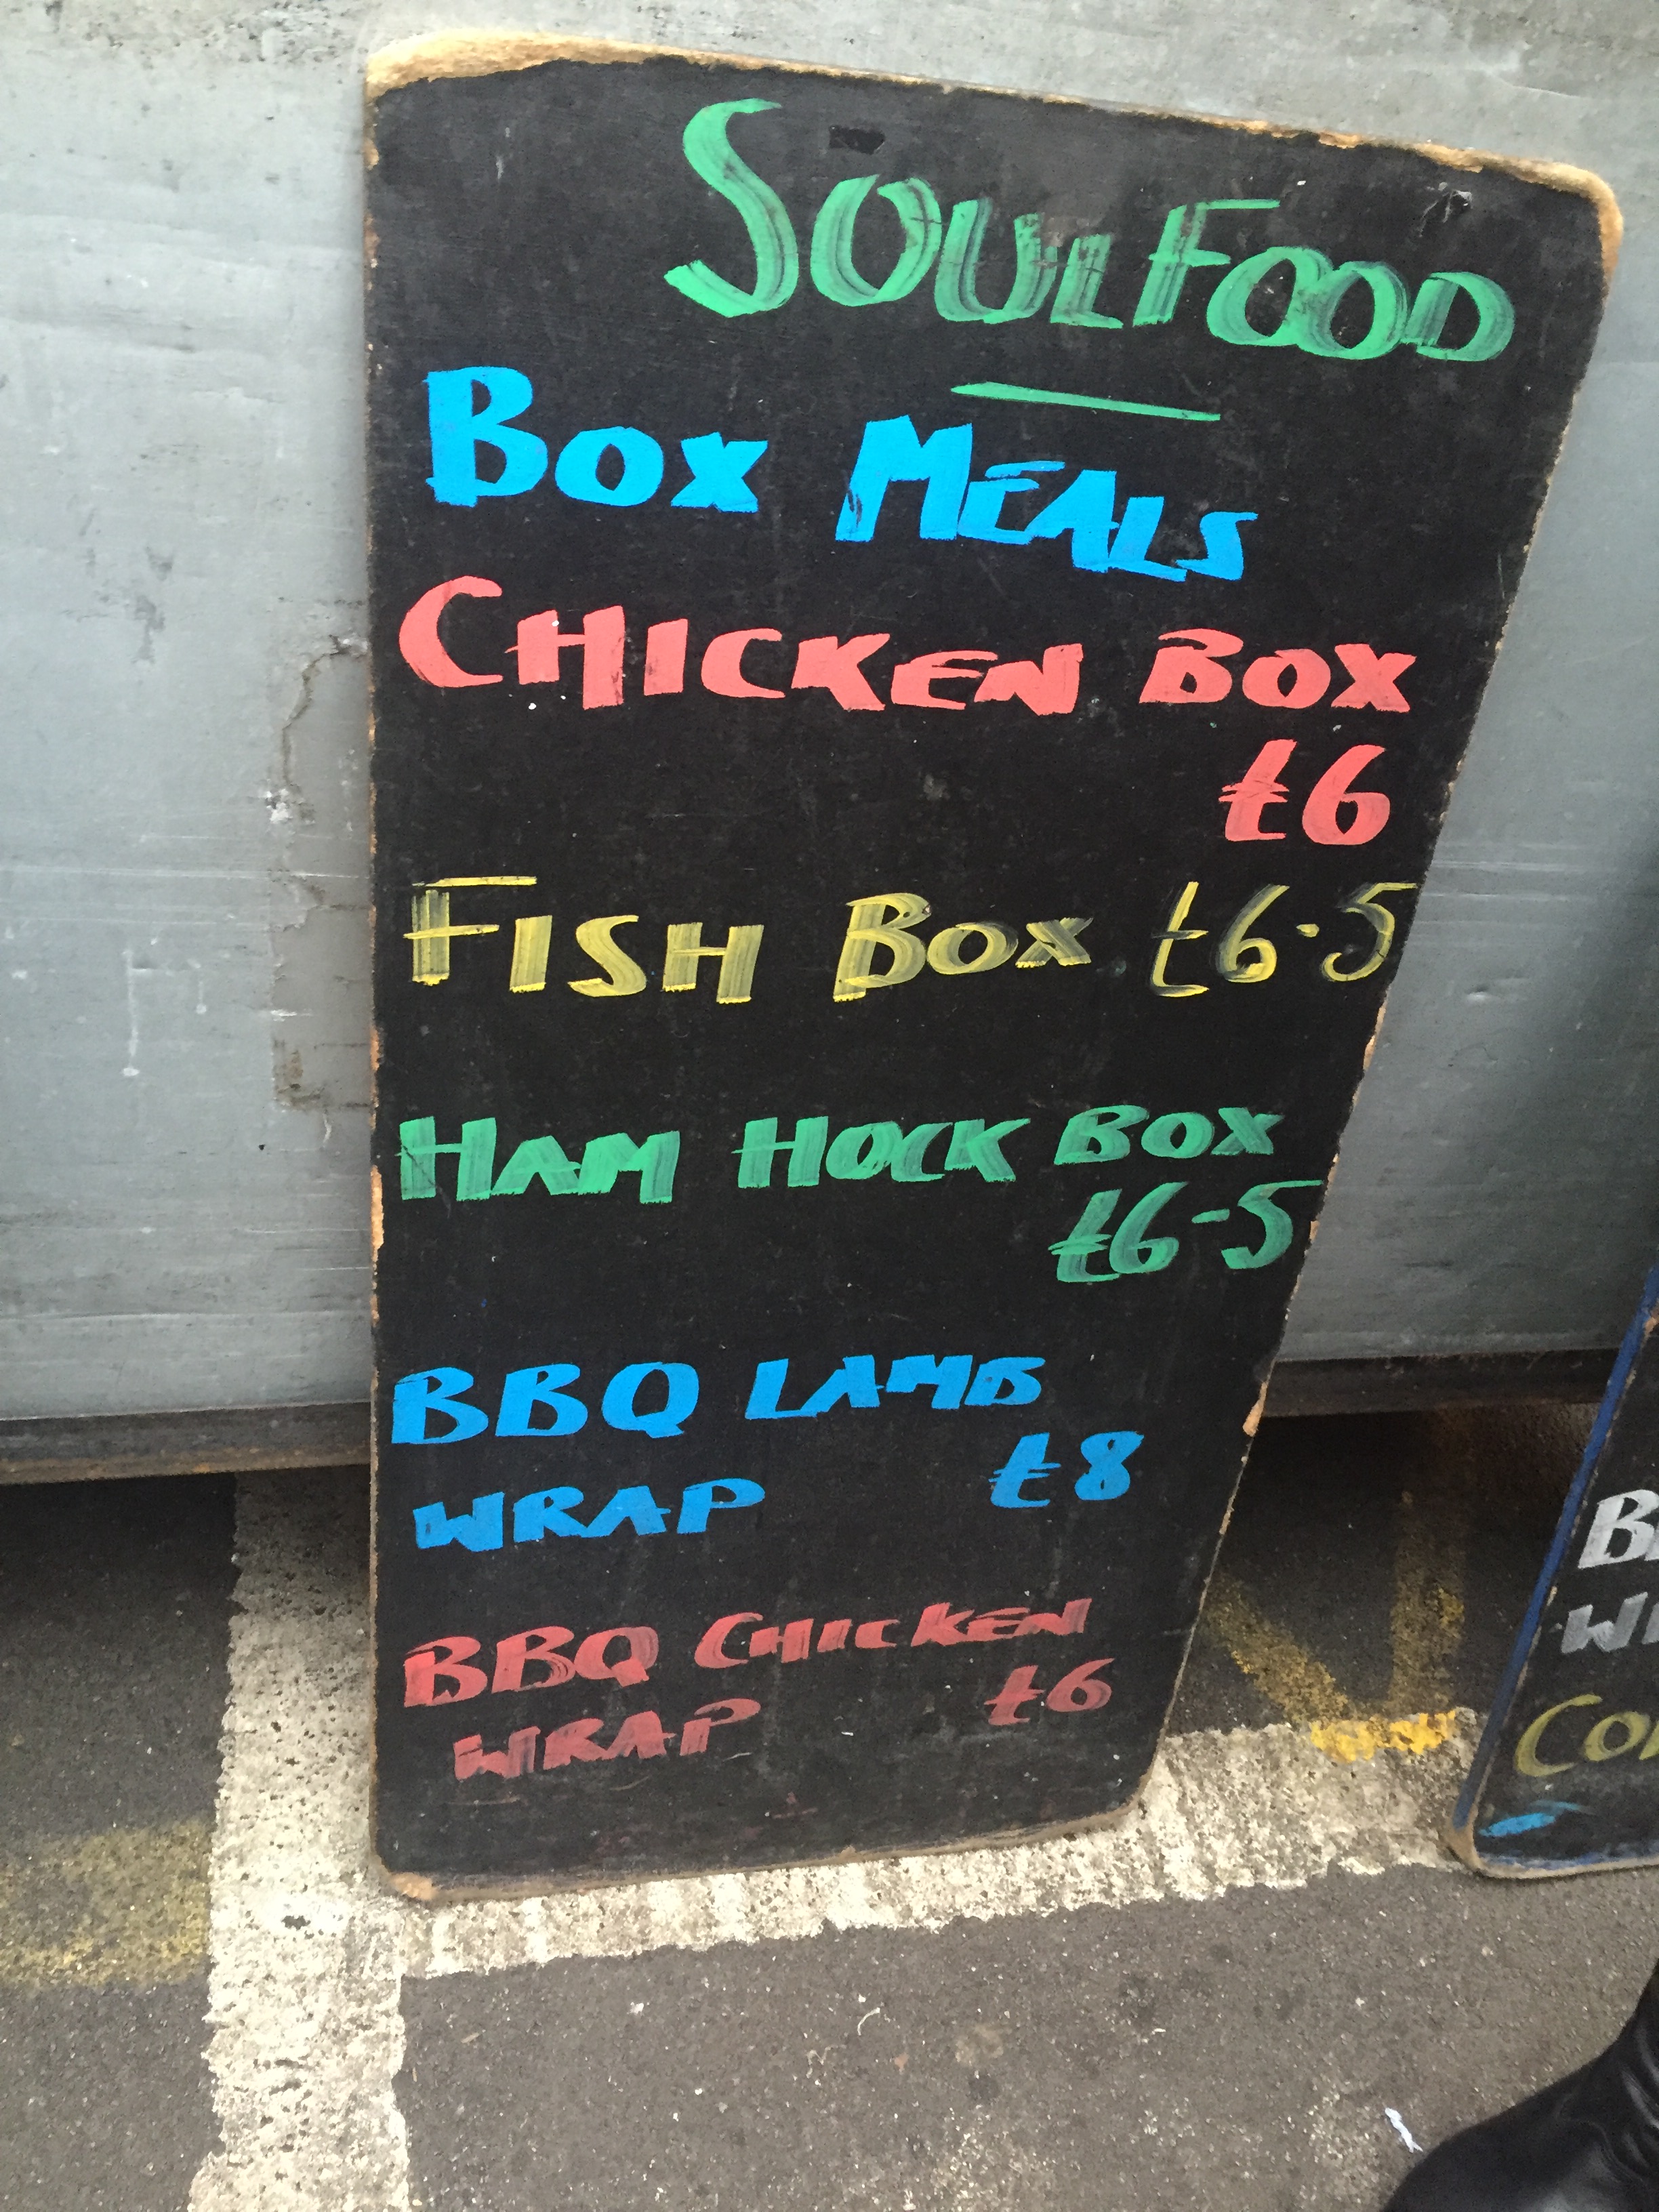 SOULFOOD
BOX MEALS
CHICKEN BOX
£6
FISH BOX £6.5
HAM HOCK BOX
£6-5
BBQ LAMB
WRAP £8
BBQ CHICKEN
WRAP £6